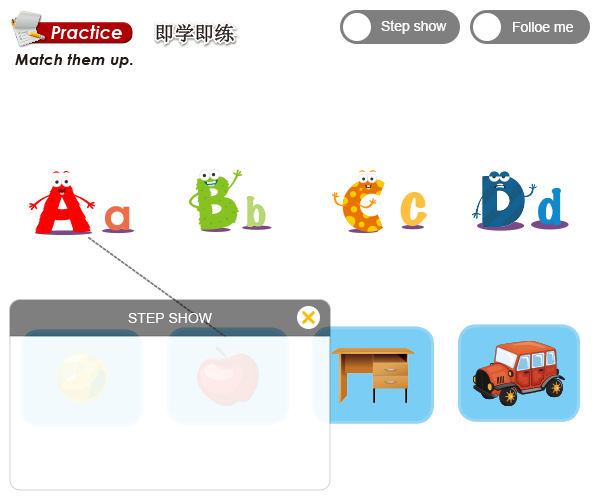 Practice 即学即练 Step show Folloe me
Match them up.
A a B b C c D d
STEP SHOW